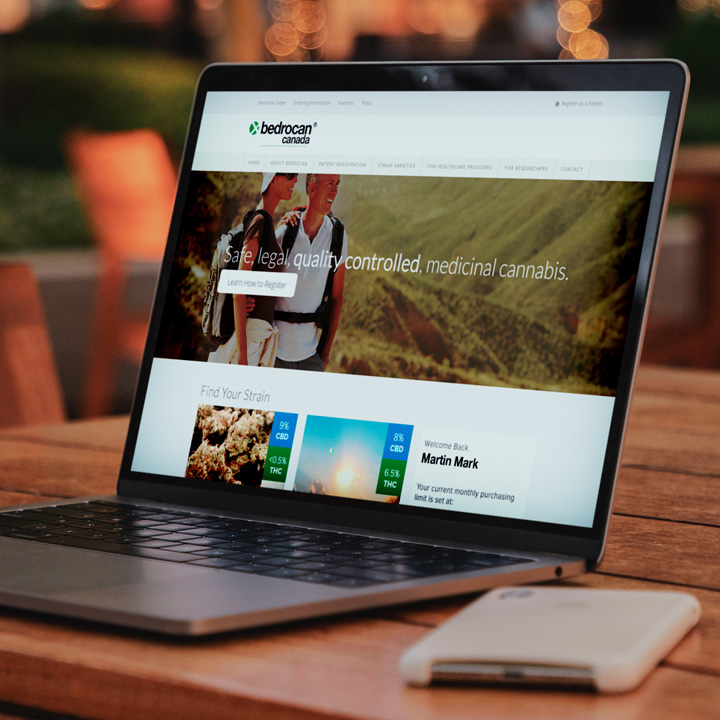 Resource Center Ordering Information Investors Press
Register as a Patient
bedrocan®
canada
HOME ABOUT BEDROCAN PATIENT REGISTRATION STRAIN VARIETIES FOR HEALTHCARE PROVIDERS FOR RESEARCHERS CONTACT
Safe, legal, quality controlled, medicinal cannabis.
Learn How to Register
Find Your Strain
9%
CBD
<0.5%
THC
8%
CBD
6.5%
THC
Welcome Back
Martin Mark
Your current monthly purchasing
limit is set at: